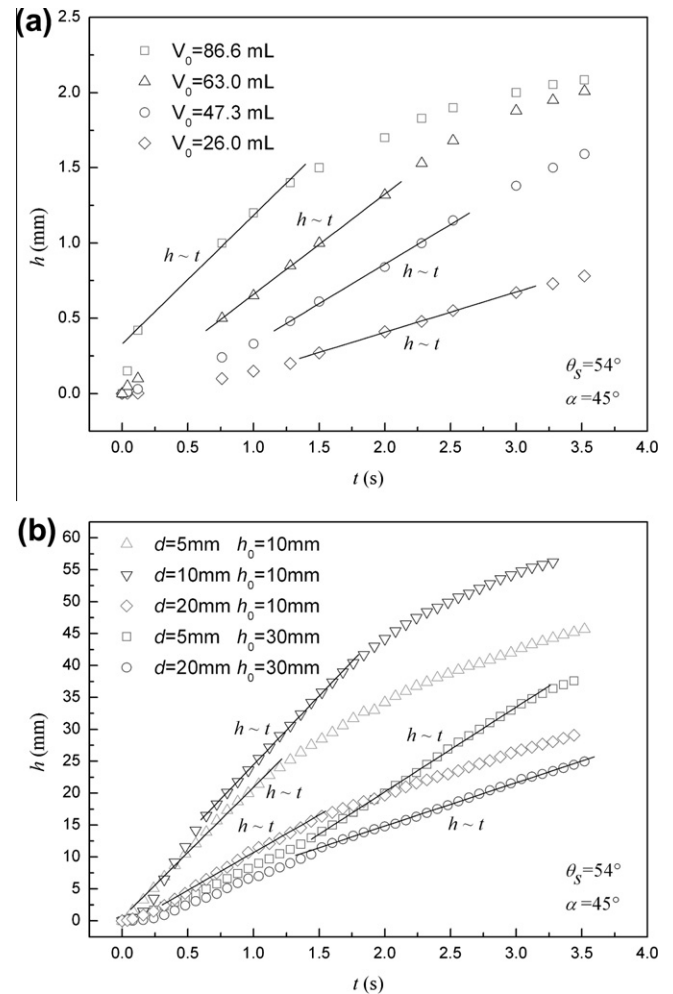 (a)
2.5
2.0
1.5
1.0
0.5
0.0
h (mm)
V₀=86.6 mL
V₀=63.0 mL
V₀=47.3 mL
V₀=26.0 mL
h ~ t
h ~ t
h ~ t
h ~ t
θₛ=54°
α=45°
0.0 0.5 1.0 1.5 2.0 2.5 3.0 3.5 4.0
t (s)
(b)
60
55
50
45
40
35
30
25
20
15
10
5
0
h (mm)
d=5mm h₀=10mm
d=10mm h₀=10mm
d=20mm h₀=10mm
d=5mm h₀=30mm
d=20mm h₀=30mm
h ~ t
h ~ t
h ~ t
h ~ t
h ~ t
θₛ=54°
α=45°
0.0 0.5 1.0 1.5 2.0 2.5 3.0 3.5 4.0
t (s)